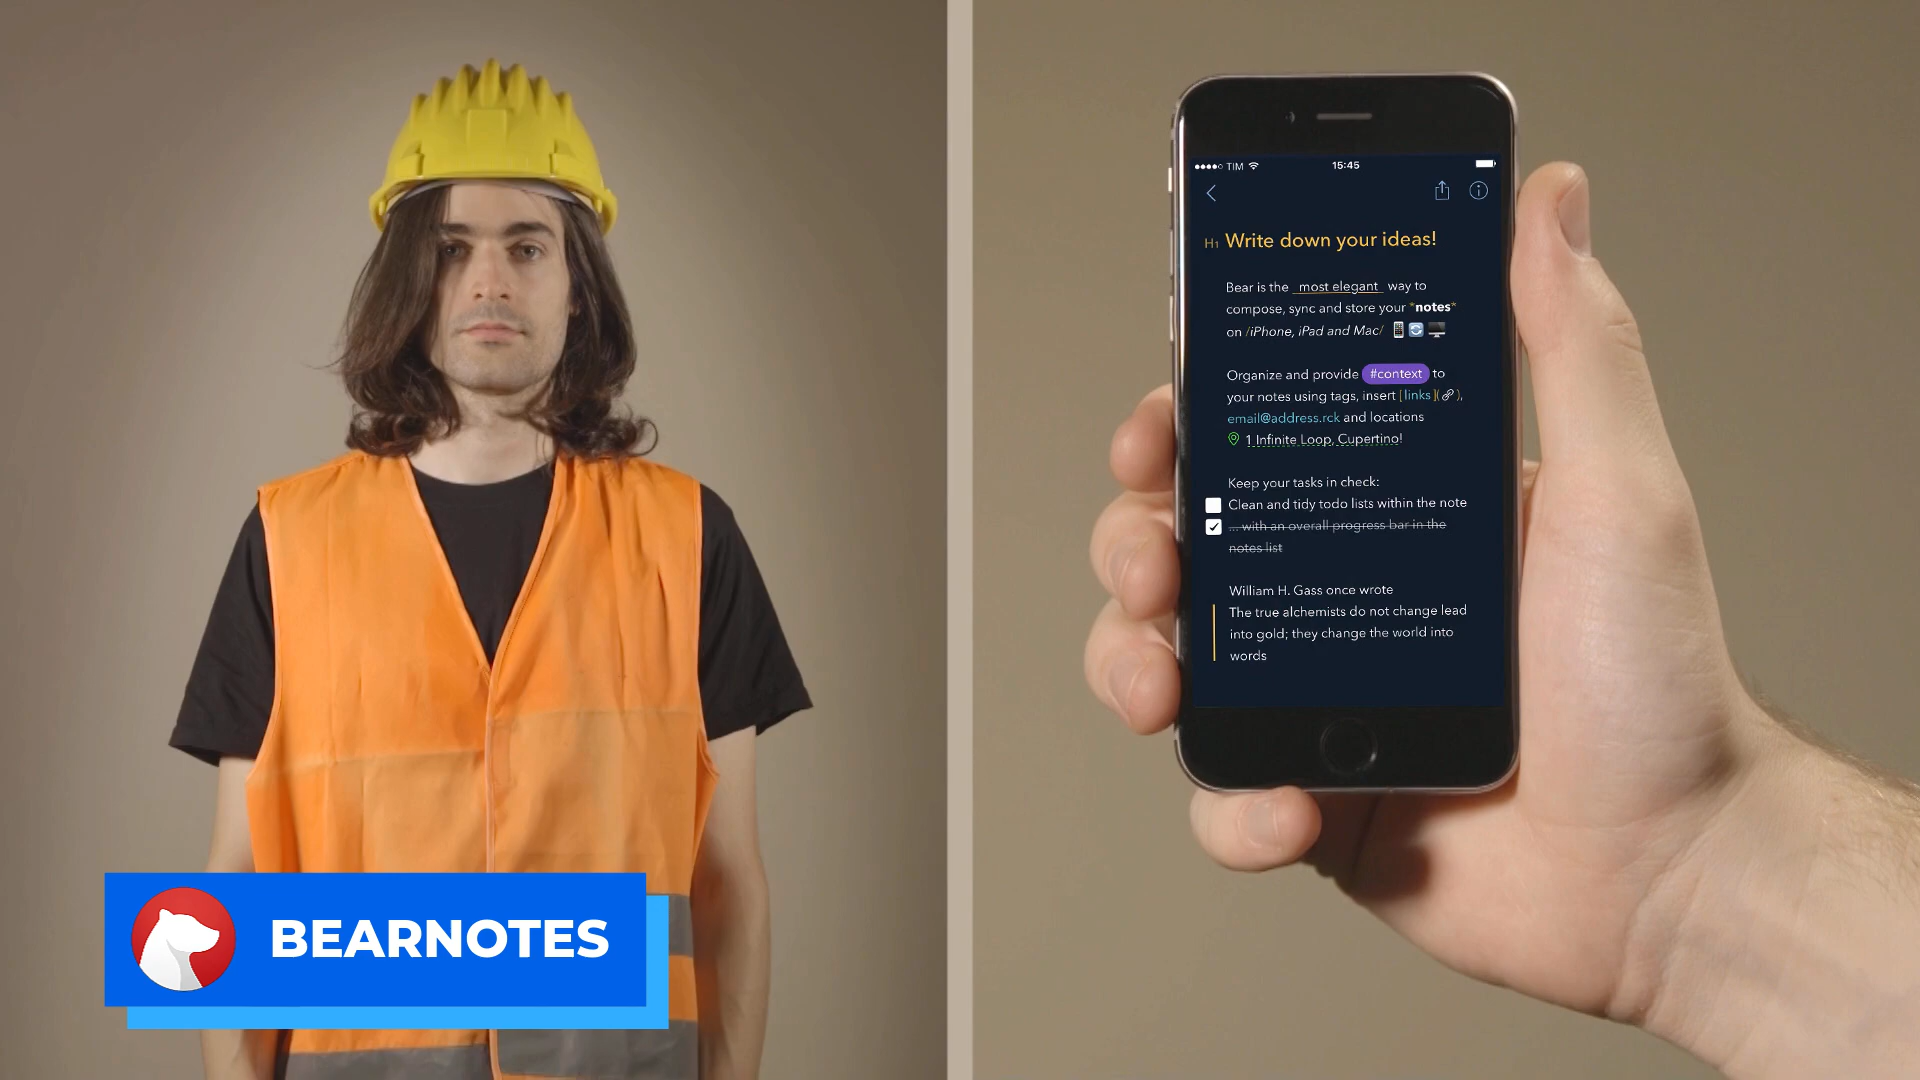 BEARNOTES
TIM
15:45
H1 Write down your ideas!
Bear is the _most elegant_ way to
compose, sync and store your *notes*
on /iPhone, iPad and Mac/
Organize and provide #context to
your notes using tags, insert [links](),
email@address.rck and locations
1 Infinite Loop, Cupertino!
Keep your tasks in check:
Clean and tidy todo lists within the note
... with an overall progress bar in the
notes list
William H. Gass once wrote
The true alchemists do not change lead
into gold; they change the world into
words